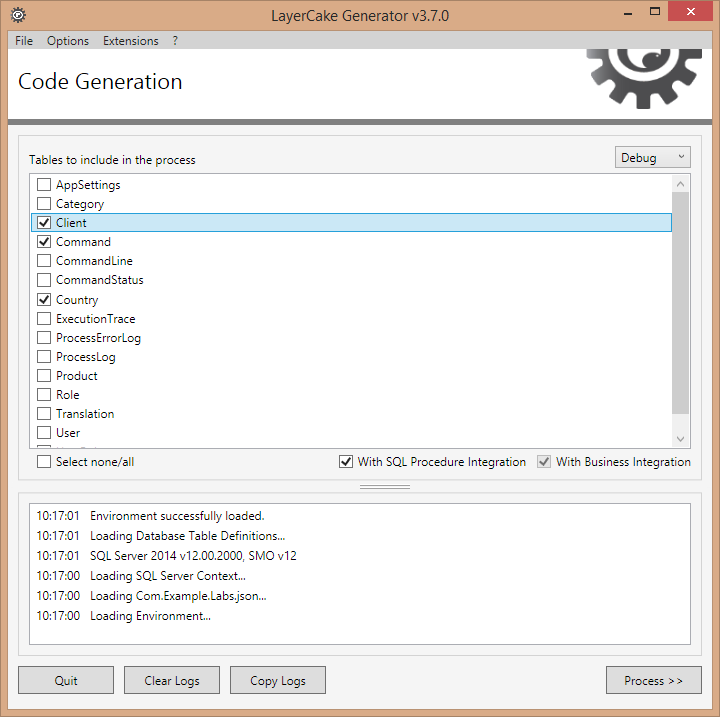 LayerCake Generator v3.7.0
File Options Extensions ?
Code Generation
Tables to include in the process
Debug
AppSettings
Category
Client
Command
CommandLine
CommandStatus
Country
ExecutionTrace
ProcessErrorLog
ProcessLog
Product
Role
Translation
User
Select none/all With SQL Procedure Integration With Business Integration
10:17:01 Environment successfully loaded.
10:17:01 Loading Database Table Definitions...
10:17:01 SQL Server 2014 v12.00.2000, SMO v12
10:17:00 Loading SQL Server Context...
10:17:00 Loading Com.Example.Labs.json...
10:17:00 Loading Environment...
Quit Clear Logs Copy Logs Process >>